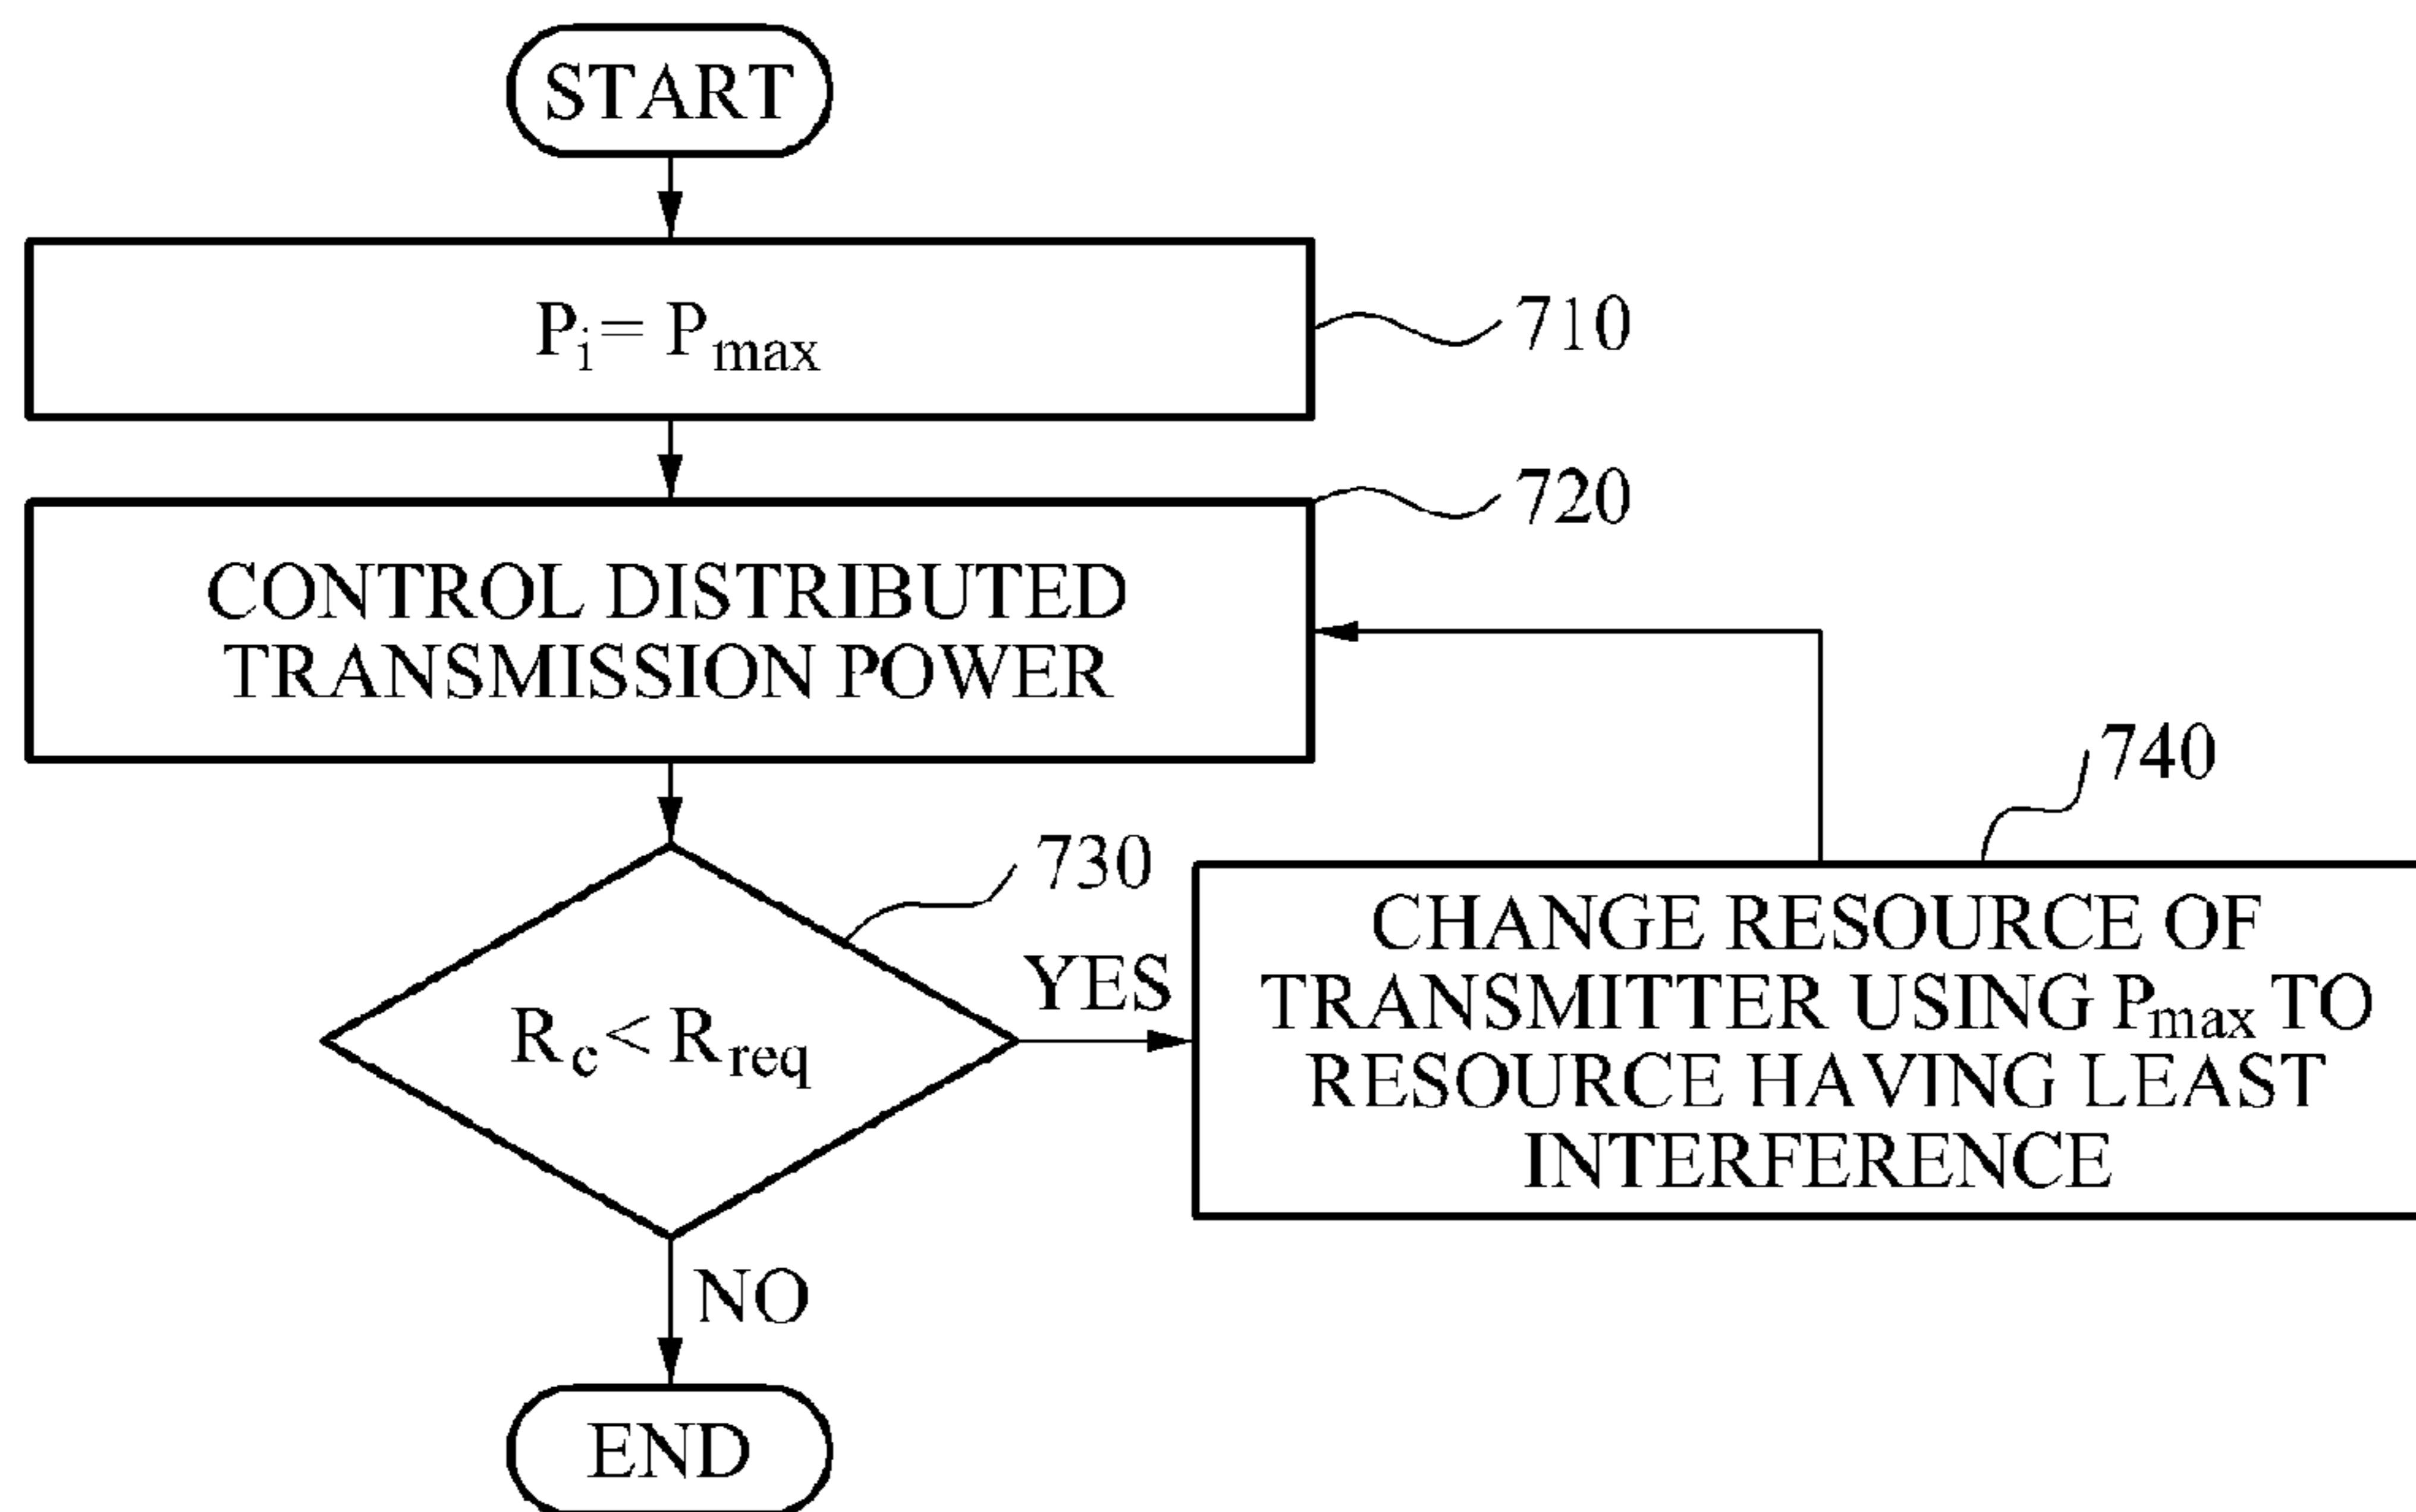 START
Pi = Pmax
710
720
CONTROL DISTRIBUTED
TRANSMISSION POWER
740
730
YES
Rc < Rreq
CHANGE RESOURCE OF
TRANSMITTER USING Pmax TO
RESOURCE HAVING LEAST
INTERFERENCE
NO
END